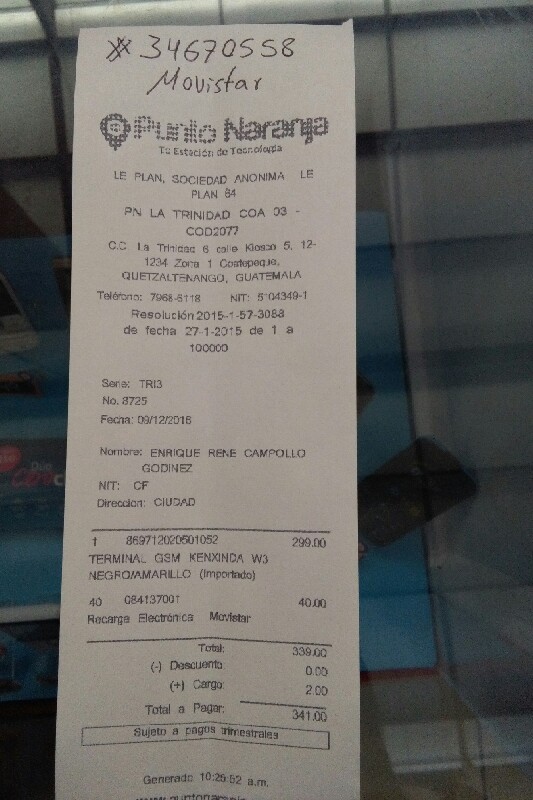 # 34670558
Movistar
Punto Naranja
Tu Estación de Tecnología
LE PLAN, SOCIEDAD ANONIMA LE
PLAN 64
PN LA TRINIDAD COA 03 -
COD2077
C.C. La Trinidad 6 calle Kiosco 5, 12-
1234 Zona 1 Coatepeque,
QUETZALTENANGO, GUATEMALA
Teléfono: 7968-6118 NIT: 5104349-1
Resolución 2015-1-57-3088
de fecha 27-1-2015 de 1 a
100000
Serie: TRI3
No. 8725
Fecha: 09/12/2016
Nombre: ENRIQUE RENE CAMPOLLO
GODINEZ
NIT: CF
Direccion: CIUDAD
1 869712020501052 299.00
TERMINAL GSM KENXINDA W3
NEGRO/AMARILLO (Importado)
40 084137001 40.00
Recarga Electrónica Movistar
Total: 339.00
(-) Descuento 0.00
(+) Cargo: 2.00
Total a Pagar: 341.00
Sujeto a pagos trimestrales
Generado 10:29:52 a.m.